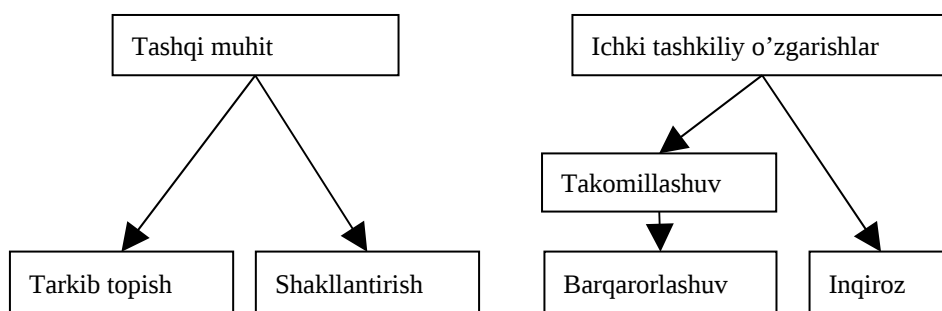 Tashqi muhit
Ichki tashkiliy o’zgarishlar
Takomillashuv
Tarkib topish
Shakllantirish
Barqarorlashuv
Inqiroz